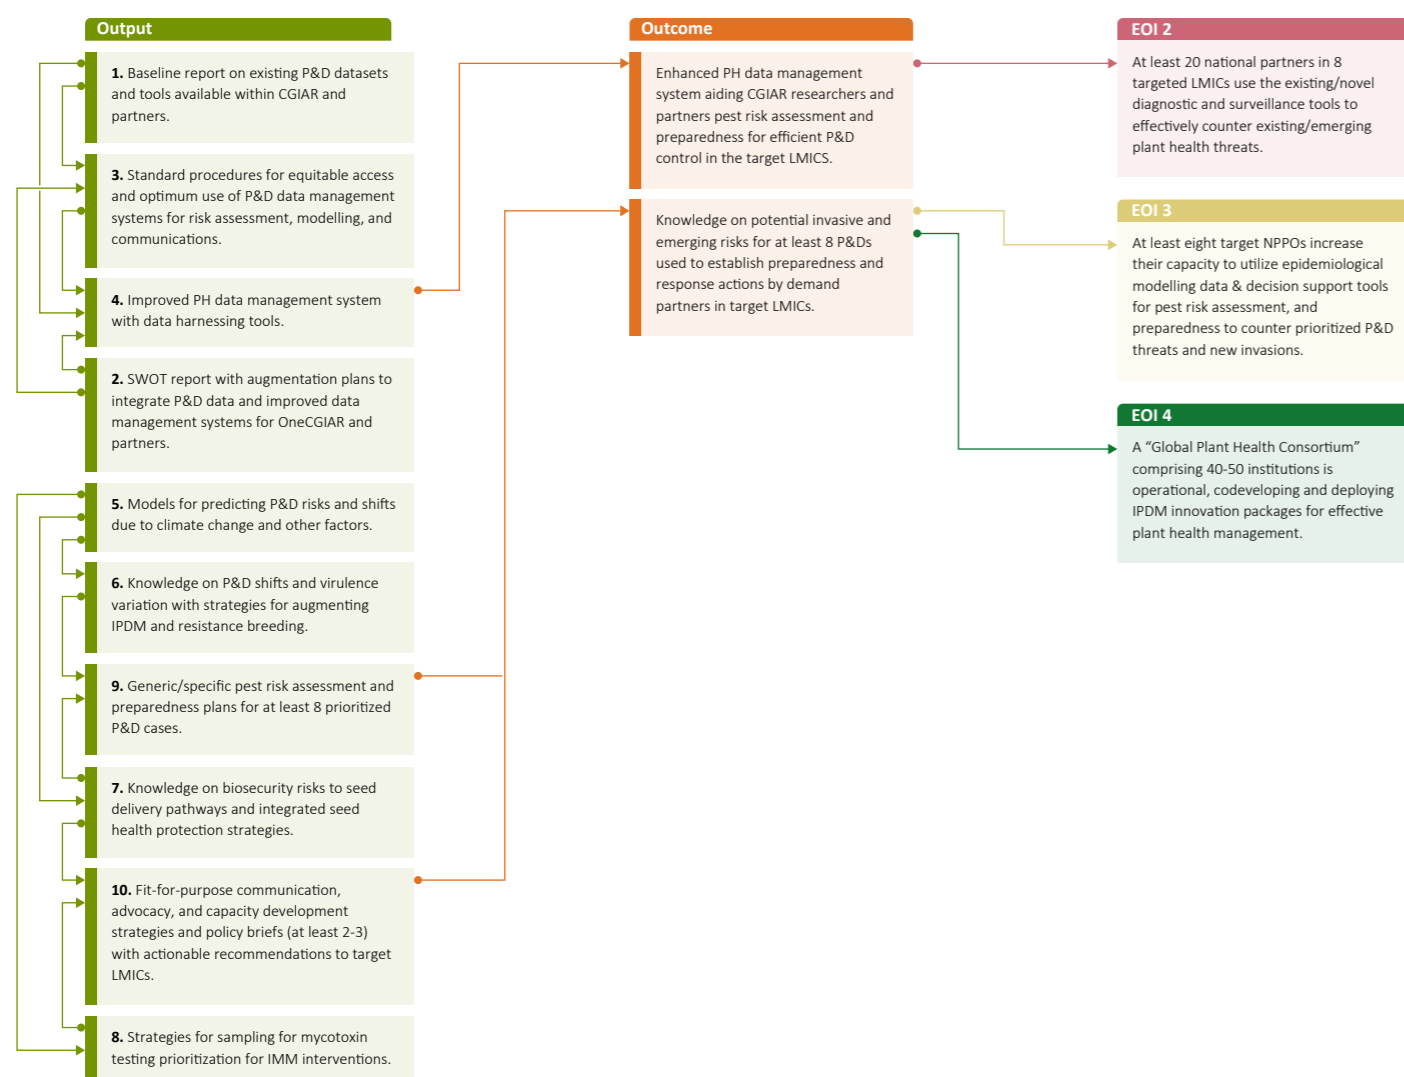 Output
1. Baseline report on existing P&D datasets
and tools available within CGIAR and
partners.
3. Standard procedures for equitable access
and optimum use of P&D data management
systems for risk assessment, modelling, and
communications.
4. Improved PH data management system
with data harnessing tools.
2. SWOT report with augmentation plans to
integrate P&D data and improved data
management systems for OneCGIAR and
partners.
5. Models for predicting P&D risks and shifts
due to climate change and other factors.
6. Knowledge on P&D shifts and virulence
variation with strategies for augmenting
IPDM and resistance breeding.
9. Generic/specific pest risk assessment and
preparedness plans for at least 8 prioritized
P&D cases.
7. Knowledge on biosecurity risks to seed
delivery pathways and integrated seed
health protection strategies.
10. Fit-for-purpose communication,
advocacy, and capacity development
strategies and policy briefs (at least 2-3)
with actionable recommendations to target
LMICs.
8. Strategies for sampling for mycotoxin
testing prioritization for IMM interventions.
Outcome
Enhanced PH data management
system aiding CGIAR researchers and
partners pest risk assessment and
preparedness for efficient P&D
control in the target LMICS.
Knowledge on potential invasive and
emerging risks for at least 8 P&Ds
used to establish preparedness and
response actions by demand
partners in target LMICs.
EOI 2
At least 20 national partners in 8
targeted LMICs use the existing/novel
diagnostic and surveillance tools to
effectively counter existing/emerging
plant health threats.
EOI 3
At least eight target NPPOs increase
their capacity to utilize epidemiological
modelling data & decision support tools
for pest risk assessment, and
preparedness to counter prioritized P&D
threats and new invasions.
EOI 4
A “Global Plant Health Consortium”
comprising 40-50 institutions is
operational, codeveloping and deploying
IPDM innovation packages for effective
plant health management.